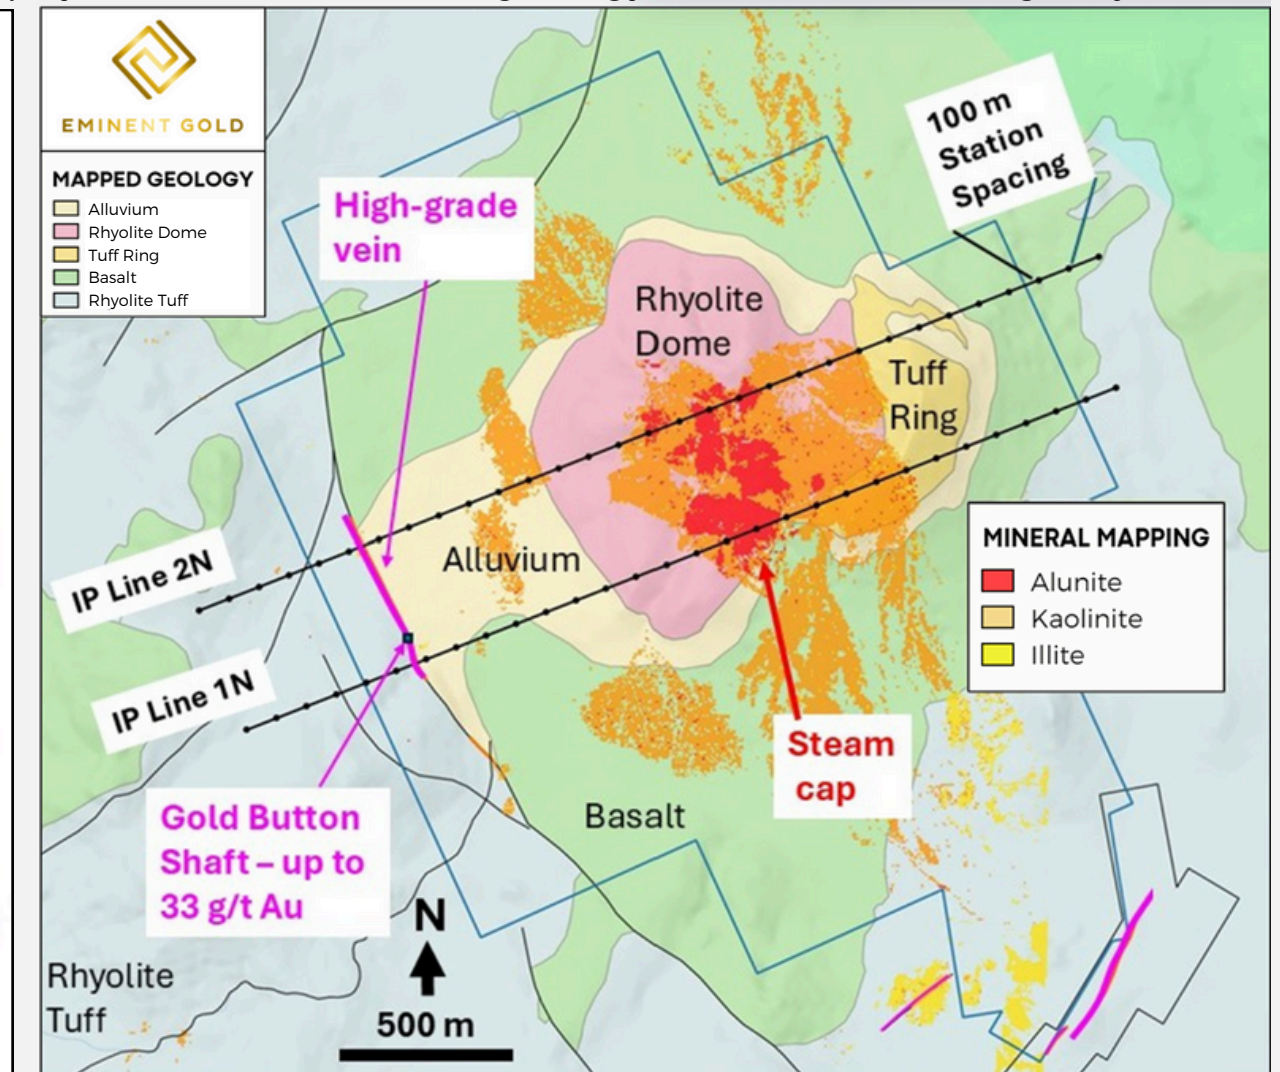 EMINENT GOLD
MAPPED GEOLOGY
Alluvium
Rhyolite Dome
Tuff Ring
Basalt
Rhyolite Tuff
High-grade
vein
100 m
Station
Spacing
Rhyolite
Dome
Tuff
Ring
Alluvium
IP Line 2N
IP Line 1N
MINERAL MAPPING
Alunite
Kaolinite
Illite
Steam
cap
Gold Button
Shaft – up to
33 g/t Au
Basalt
N
500 m
Rhyolite
Tuff